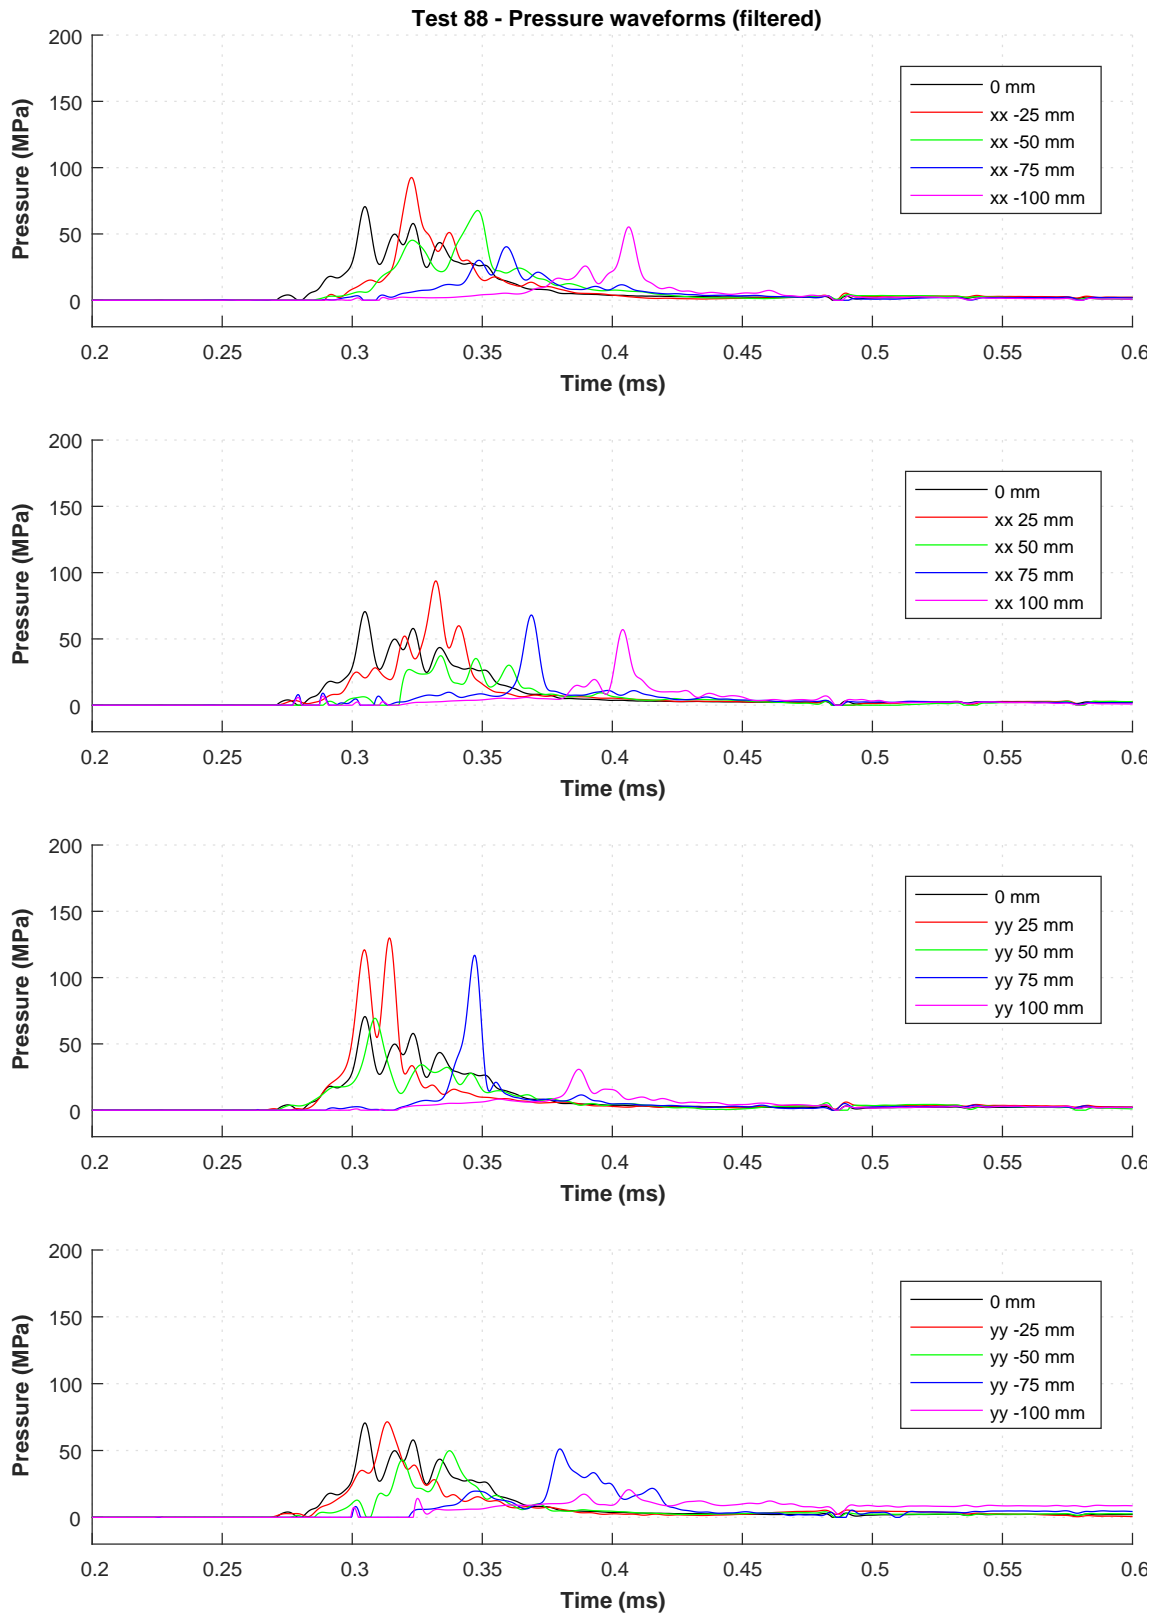 Test 88 - Pressure waveforms (filtered)
200
150
100
50
0
Pressure (MPa)
0 mm
xx -25 mm
xx -50 mm
xx -75 mm
xx -100 mm
0.2 0.25 0.3 0.35 0.4 0.45 0.5 0.55 0.6
Time (ms)
200
150
100
50
0
Pressure (MPa)
0 mm
xx 25 mm
xx 50 mm
xx 75 mm
xx 100 mm
0.2 0.25 0.3 0.35 0.4 0.45 0.5 0.55 0.6
Time (ms)
200
150
100
50
0
Pressure (MPa)
0 mm
yy 25 mm
yy 50 mm
yy 75 mm
yy 100 mm
0.2 0.25 0.3 0.35 0.4 0.45 0.5 0.55 0.6
Time (ms)
200
150
100
50
0
Pressure (MPa)
0 mm
yy -25 mm
yy -50 mm
yy -75 mm
yy -100 mm
0.2 0.25 0.3 0.35 0.4 0.45 0.5 0.55 0.6
Time (ms)